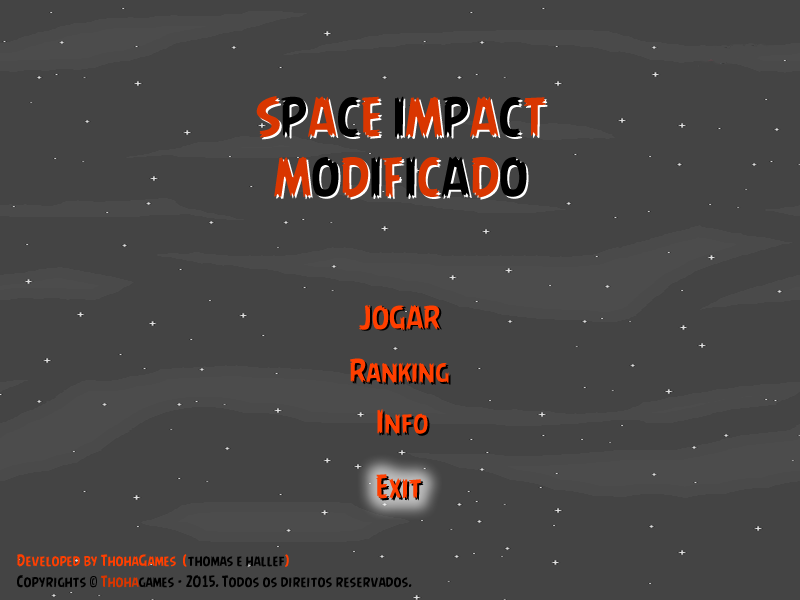 SPACE IMPACT
MODIFICADO
JOGAR
RANKING
INFO
EXIT
DEVELOPED BY THOHAGAMES (THOMAS E HALLEF)
COPYRIGHTS © THOHAGAMES - 2015. TODOS OS DIREITOS RESERVADOS.